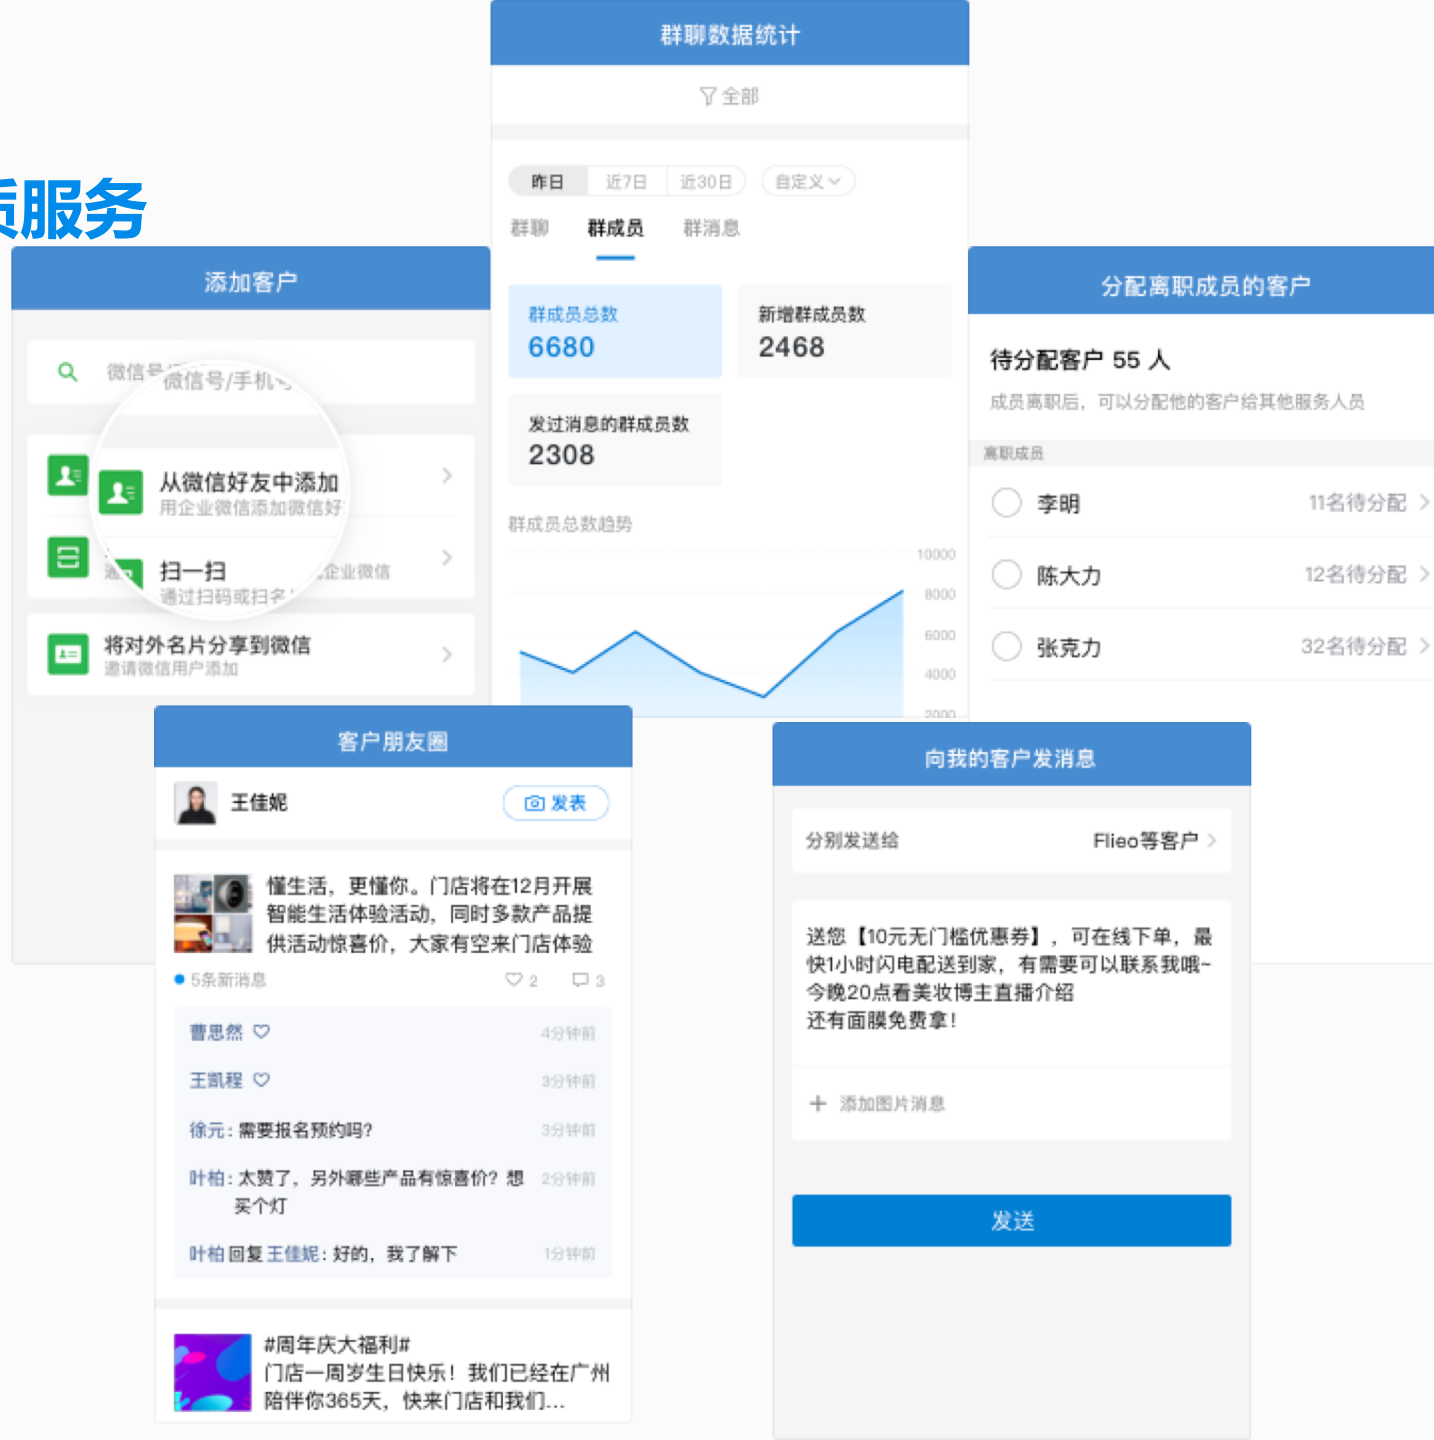 质服务
群聊数据统计
全部
昨日 近7日 近30日 自定义
群聊 群成员 群消息
群成员总数
6680
新增群成员数
2468
发过消息的群成员数
2308
群成员总数趋势
10000
8000
6000
4000
2000
添加客户
微信号
微信号/手机号
从微信好友中添加
用企业微信添加微信好
扫一扫
通过扫码或扫名
企业微信
将对外名片分享到微信
邀请微信用户添加
分配离职成员的客户
待分配客户 55 人
成员离职后，可以分配他的客户给其他服务人员
离职成员
李明 11名待分配
陈大力 12名待分配
张克力 32名待分配
客户朋友圈
王佳妮 发表
懂生活，更懂你。门店将在12月开展
智能生活体验活动，同时多款产品提
供活动惊喜价，大家有空来门店体验
5条新消息 2 3
曹思然 4分钟前
王凯程 3分钟前
徐元：需要报名预约吗？ 3分钟前
叶柏：太赞了，另外哪些产品有惊喜价？想 2分钟前
买个灯
叶柏回复王佳妮：好的，我了解下 1分钟前
#周年庆大福利#
门店一周岁生日快乐！我们已经在广州
陪伴你365天，快来门店和我们...
向我的客户发消息
分别发送给 Flieo等客户
送您【10元无门槛优惠券】，可在线下单，最
快1小时闪电配送到家，有需要可以联系我哦~
今晚20点看美妆博主直播介绍
还有面膜免费拿！
添加图片消息
发送